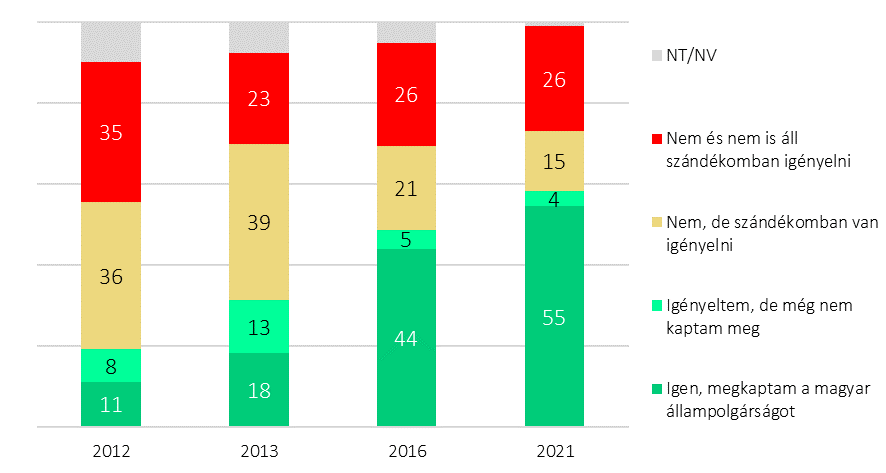 NT/NV
35
23
26
26
Nem és nem is áll
szándékomban igényelni
36
39
21
15
Nem, de szándékomban van
igényelni
8
13
5
4
Igényeltem, de még nem
kaptam meg
11
18
44
55
Igen, megkaptam a magyar
állampolgárságot
2012
2013
2016
2021